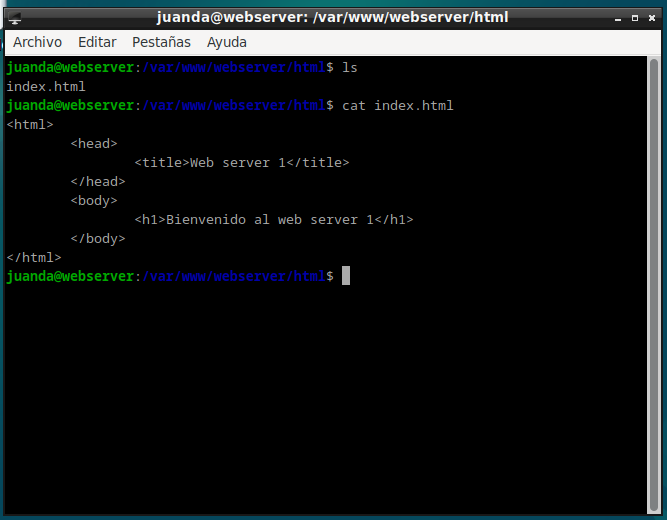 juanda@webserver: /var/www/webserver/html
Archivo Editar Pestañas Ayuda
juanda@webserver:/var/www/webserver/html$ ls
index.html
juanda@webserver:/var/www/webserver/html$ cat index.html
<html>
        <head>
                <title>Web server 1</title>
        </head>
        <body>
                <h1>Bienvenido al web server 1</h1>
        </body>
</html>
juanda@webserver:/var/www/webserver/html$